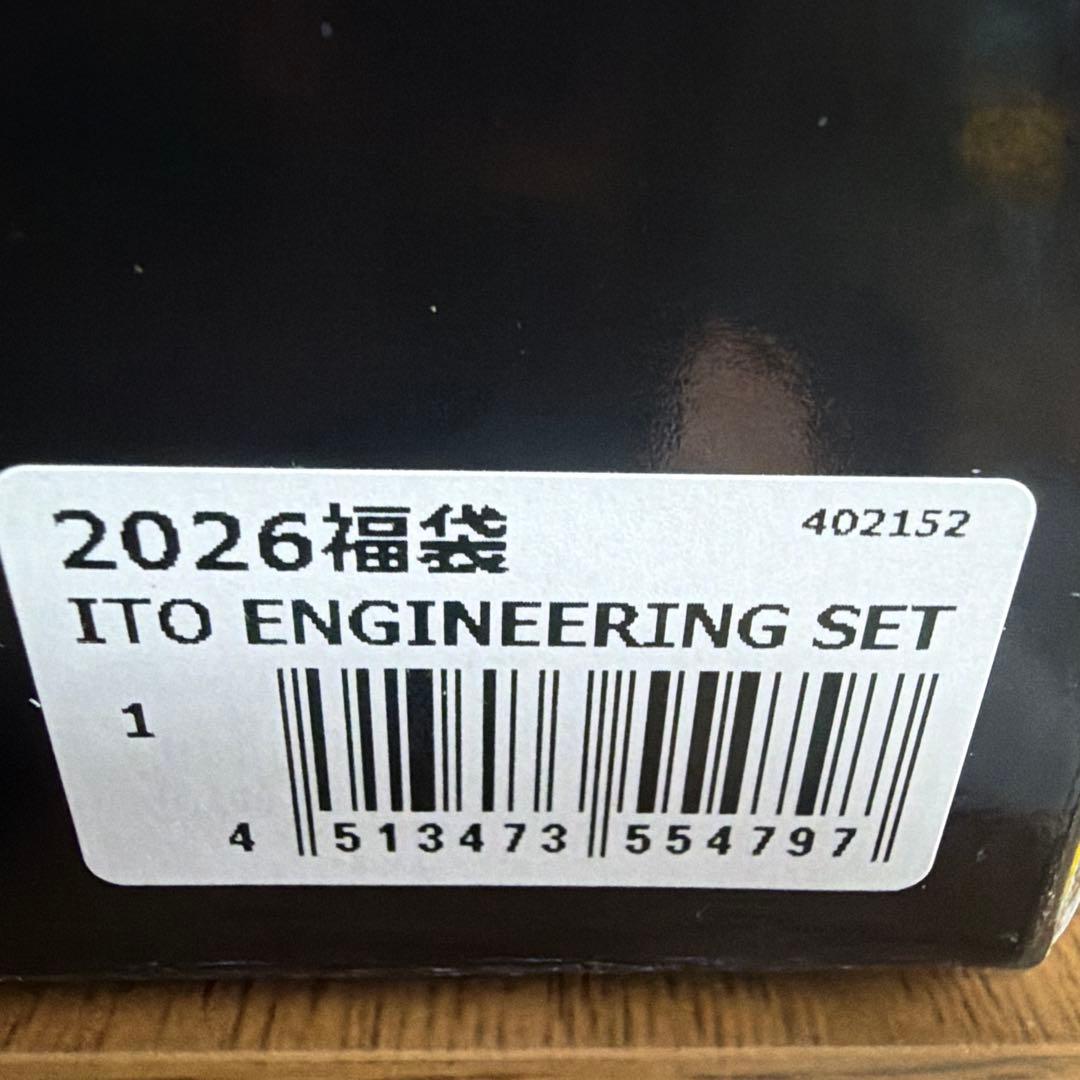 2026福袋 402152
ITO ENGINEERING SET
1
4 513473 554797